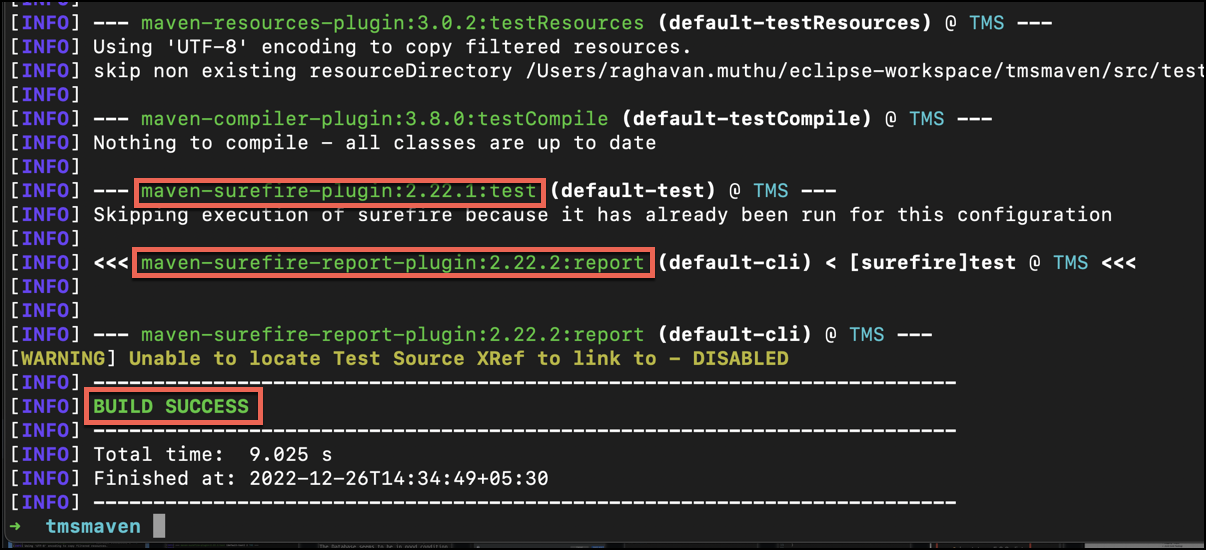 [INFO]
[INFO] --- maven-resources-plugin:3.0.2:testResources (default-testResources) @ TMS ---
[INFO] Using 'UTF-8' encoding to copy filtered resources.
[INFO] skip non existing resourceDirectory /Users/raghavan.muthu/eclipse-workspace/tmsmaven/src/test
[INFO]
[INFO] --- maven-compiler-plugin:3.8.0:testCompile (default-testCompile) @ TMS ---
[INFO] Nothing to compile - all classes are up to date
[INFO]
[INFO] --- maven-surefire-plugin:2.22.1:test (default-test) @ TMS ---
[INFO] Skipping execution of surefire because it has already been run for this configuration
[INFO]
[INFO] <<< maven-surefire-report-plugin:2.22.2:report (default-cli) < [surefire]test @ TMS <<<
[INFO]
[INFO]
[INFO] --- maven-surefire-report-plugin:2.22.2:report (default-cli) @ TMS ---
[WARNING] Unable to locate Test Source XRef to link to - DISABLED
[INFO] ------------------------------------------------------------------------
[INFO] BUILD SUCCESS
[INFO] ------------------------------------------------------------------------
[INFO] Total time:  9.025 s
[INFO] Finished at: 2022-12-26T14:34:49+05:30
[INFO] ------------------------------------------------------------------------
→ tmsmaven